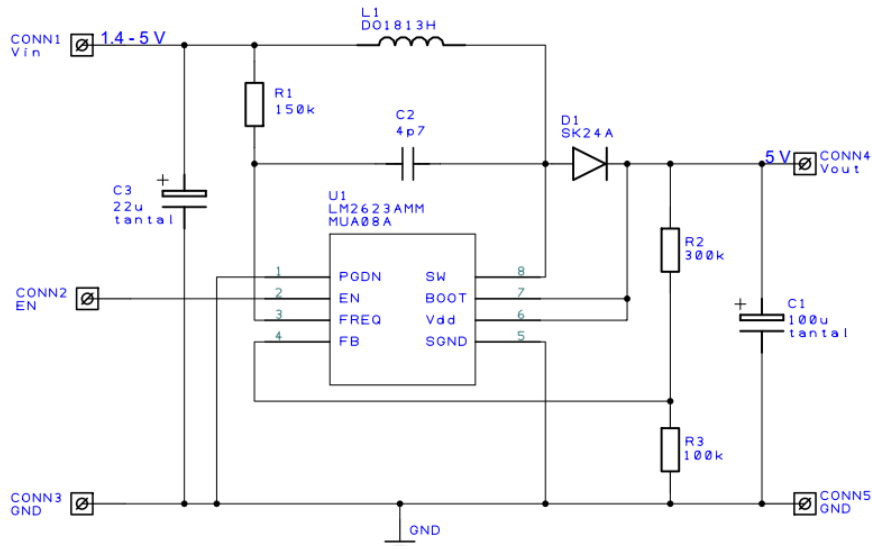 L1
DO1813H
CONN1
Vin
1.4 - 5 V
R1
150k
C2
4p7
D1
SK24A
5 V
CONN4
Vout
C3
22u
tantal
+
U1
LM2623AMM
MUA08A
R2
300k
1
PGDN
SW
8
CONN2
EN
2
EN
BOOT
7
3
FREQ
Vdd
6
4
FB
SGND
5
+
C1
100u
tantal
R3
100k
CONN3
GND
CONN5
GND
GND